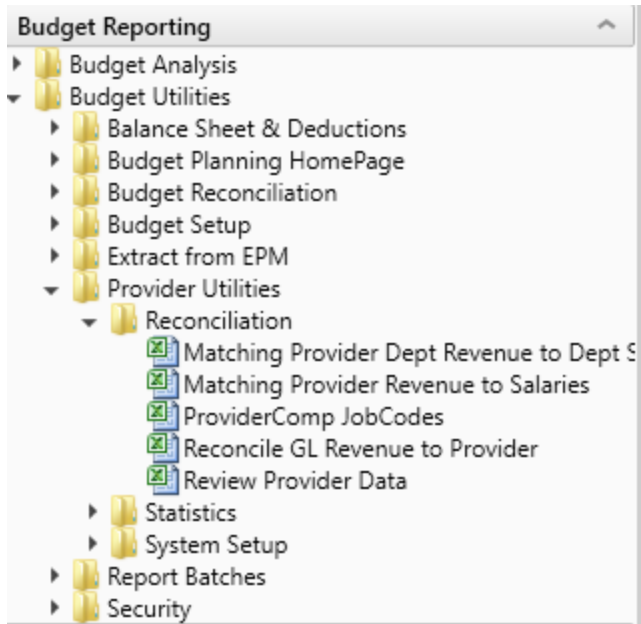 Budget Reporting
Budget Analysis
Budget Utilities
Balance Sheet & Deductions
Budget Planning HomePage
Budget Reconciliation
Budget Setup
Extract from EPM
Provider Utilities
Reconciliation
Matching Provider Dept Revenue to Dept S
Matching Provider Revenue to Salaries
ProviderComp JobCodes
Reconcile GL Revenue to Provider
Review Provider Data
Statistics
System Setup
Report Batches
Security